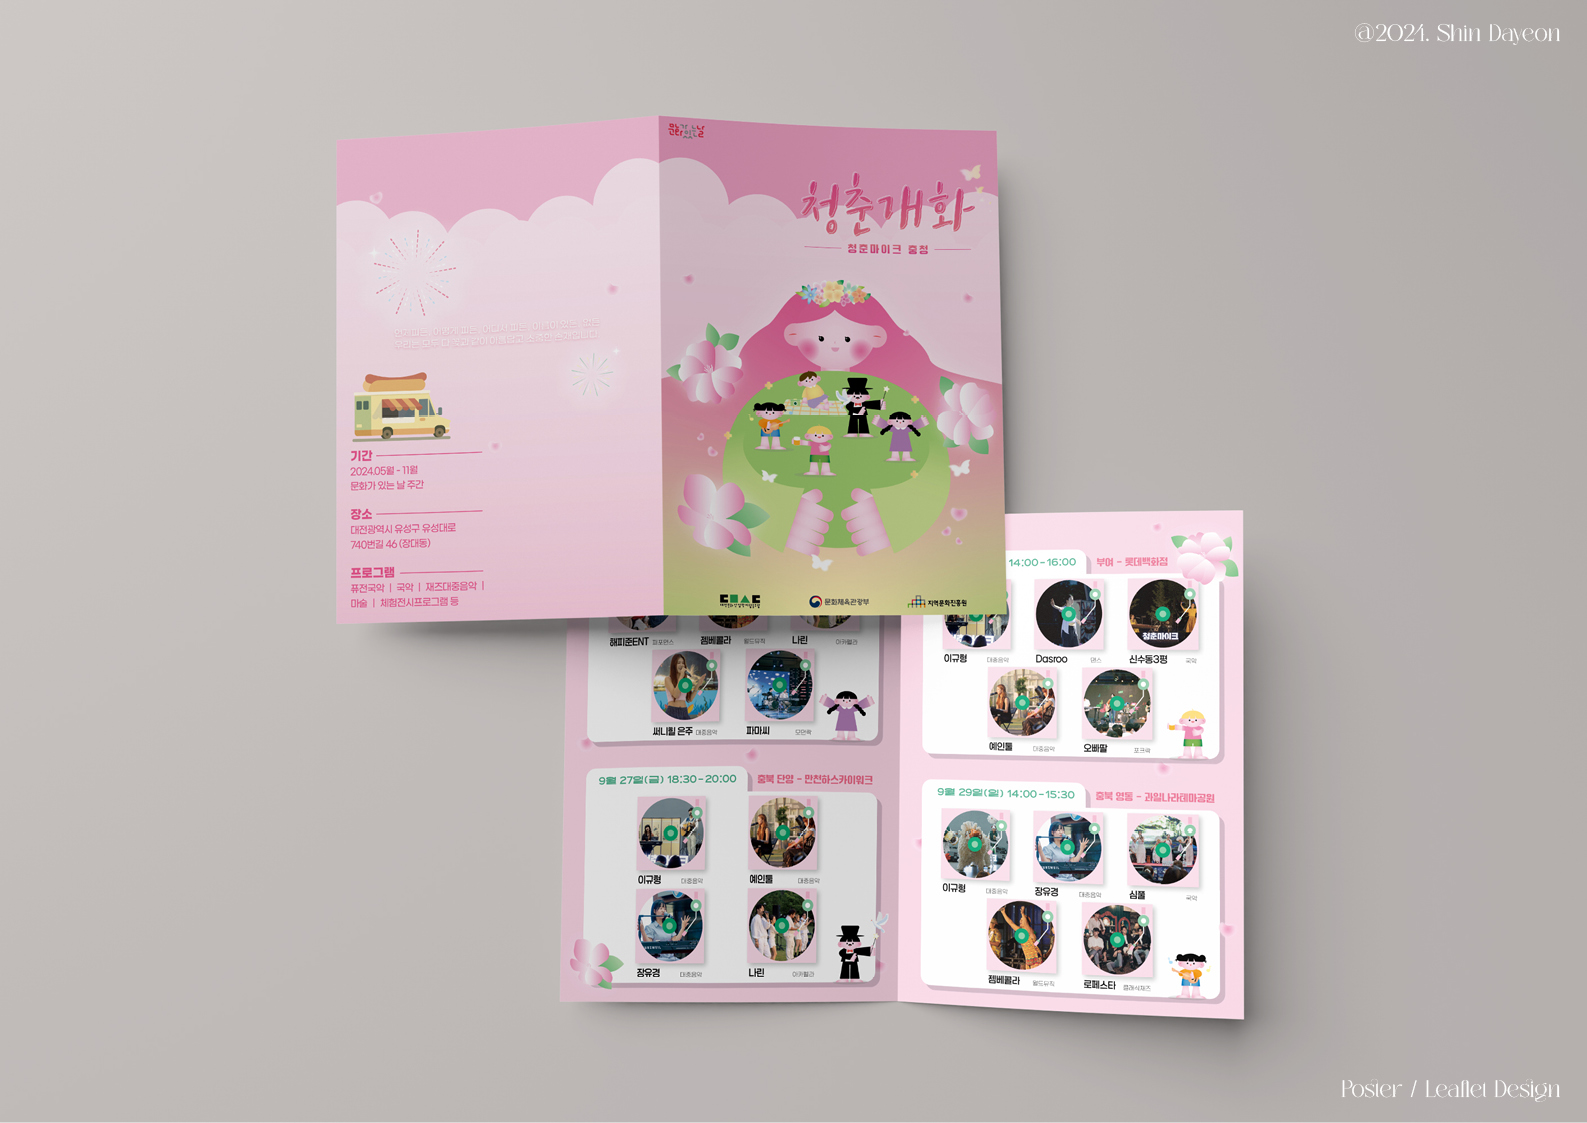 @2024. Shin Dayeon
문화가있는날
청춘개화
청춘마이크 충청
기간
2024.05월 - 11월
문화가 있는 날 주간
장소
대전광역시 유성구 유성대로
740번길 46 (장대동)
프로그램
퓨전국악 | 국악 | 재즈대중음악 |
마술 | 체험전시프로그램 등
문화체육관광부
지역문화진흥원
해피준ENT 퍼포먼스
젬베콜라 월드뮤직
나린 아카펠라
써니힐 은주 대중음악
파마씨
9월 27일(금) 18:30-20:00
충북 단양 - 만천하스카이워크
이규형 대중음악
예인톨 대중음악
장유경 대중음악
나린 아카펠라
14:00-16:00
부여 - 롯데백화점
청춘마이크
이규형 대중음악
Dasroo 댄스
신수동3평 국악
예인톨 대중음악
오빠딸 포크락
9월 29일(일) 14:00-15:30
충북 영동 - 과일나라테마공원
이규형 대중음악
장유경 대중음악
심풀 국악
젬베콜라 월드뮤직
로페스타 클래식재즈
Poster / Leaflet Design